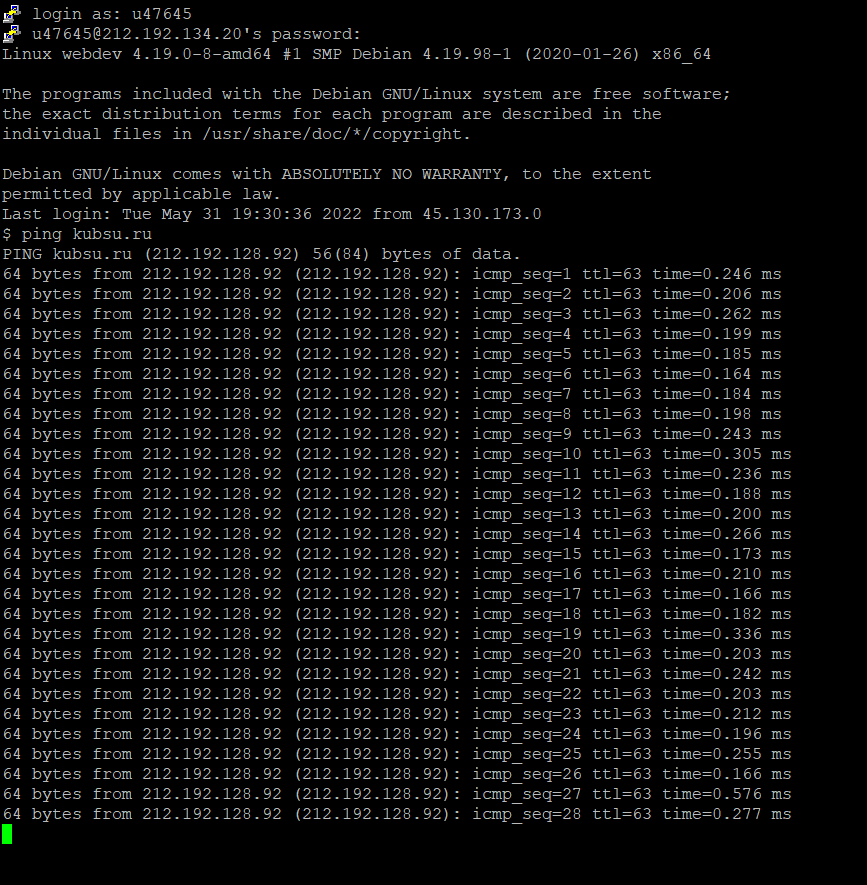 login as: u47645
u47645@212.192.134.20's password:
Linux webdev 4.19.0-8-amd64 #1 SMP Debian 4.19.98-1 (2020-01-26) x86_64
The programs included with the Debian GNU/Linux system are free software;
the exact distribution terms for each program are described in the
individual files in /usr/share/doc/*/copyright.
Debian GNU/Linux comes with ABSOLUTELY NO WARRANTY, to the extent
permitted by applicable law.
Last login: Tue May 31 19:30:36 2022 from 45.130.173.0
$ ping kubsu.ru
PING kubsu.ru (212.192.128.92) 56(84) bytes of data.
64 bytes from 212.192.128.92 (212.192.128.92): icmp_seq=1 ttl=63 time=0.246 ms
64 bytes from 212.192.128.92 (212.192.128.92): icmp_seq=2 ttl=63 time=0.206 ms
64 bytes from 212.192.128.92 (212.192.128.92): icmp_seq=3 ttl=63 time=0.262 ms
64 bytes from 212.192.128.92 (212.192.128.92): icmp_seq=4 ttl=63 time=0.199 ms
64 bytes from 212.192.128.92 (212.192.128.92): icmp_seq=5 ttl=63 time=0.185 ms
64 bytes from 212.192.128.92 (212.192.128.92): icmp_seq=6 ttl=63 time=0.164 ms
64 bytes from 212.192.128.92 (212.192.128.92): icmp_seq=7 ttl=63 time=0.184 ms
64 bytes from 212.192.128.92 (212.192.128.92): icmp_seq=8 ttl=63 time=0.198 ms
64 bytes from 212.192.128.92 (212.192.128.92): icmp_seq=9 ttl=63 time=0.243 ms
64 bytes from 212.192.128.92 (212.192.128.92): icmp_seq=10 ttl=63 time=0.305 ms
64 bytes from 212.192.128.92 (212.192.128.92): icmp_seq=11 ttl=63 time=0.236 ms
64 bytes from 212.192.128.92 (212.192.128.92): icmp_seq=12 ttl=63 time=0.188 ms
64 bytes from 212.192.128.92 (212.192.128.92): icmp_seq=13 ttl=63 time=0.200 ms
64 bytes from 212.192.128.92 (212.192.128.92): icmp_seq=14 ttl=63 time=0.266 ms
64 bytes from 212.192.128.92 (212.192.128.92): icmp_seq=15 ttl=63 time=0.173 ms
64 bytes from 212.192.128.92 (212.192.128.92): icmp_seq=16 ttl=63 time=0.210 ms
64 bytes from 212.192.128.92 (212.192.128.92): icmp_seq=17 ttl=63 time=0.166 ms
64 bytes from 212.192.128.92 (212.192.128.92): icmp_seq=18 ttl=63 time=0.182 ms
64 bytes from 212.192.128.92 (212.192.128.92): icmp_seq=19 ttl=63 time=0.336 ms
64 bytes from 212.192.128.92 (212.192.128.92): icmp_seq=20 ttl=63 time=0.203 ms
64 bytes from 212.192.128.92 (212.192.128.92): icmp_seq=21 ttl=63 time=0.242 ms
64 bytes from 212.192.128.92 (212.192.128.92): icmp_seq=22 ttl=63 time=0.203 ms
64 bytes from 212.192.128.92 (212.192.128.92): icmp_seq=23 ttl=63 time=0.212 ms
64 bytes from 212.192.128.92 (212.192.128.92): icmp_seq=24 ttl=63 time=0.196 ms
64 bytes from 212.192.128.92 (212.192.128.92): icmp_seq=25 ttl=63 time=0.255 ms
64 bytes from 212.192.128.92 (212.192.128.92): icmp_seq=26 ttl=63 time=0.166 ms
64 bytes from 212.192.128.92 (212.192.128.92): icmp_seq=27 ttl=63 time=0.576 ms
64 bytes from 212.192.128.92 (212.192.128.92): icmp_seq=28 ttl=63 time=0.277 ms